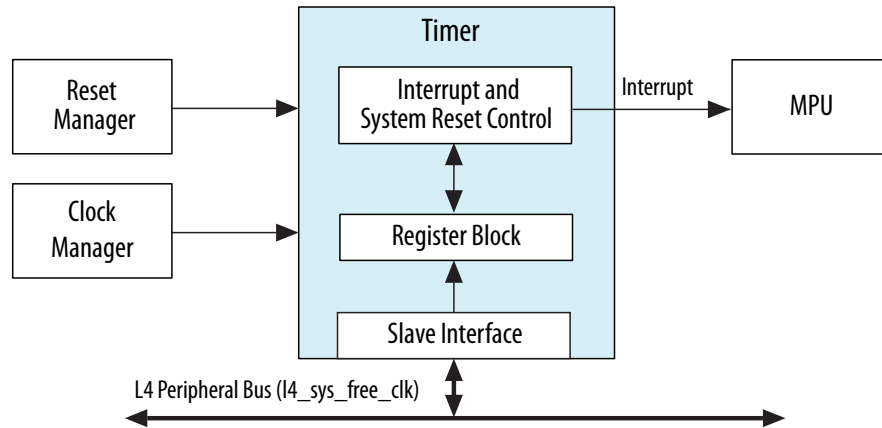 Timer
Reset
Manager
Interrupt and
System Reset Control
Interrupt
MPU
Clock
Manager
Register Block
Slave Interface
L4 Peripheral Bus (l4_sys_free_clk)